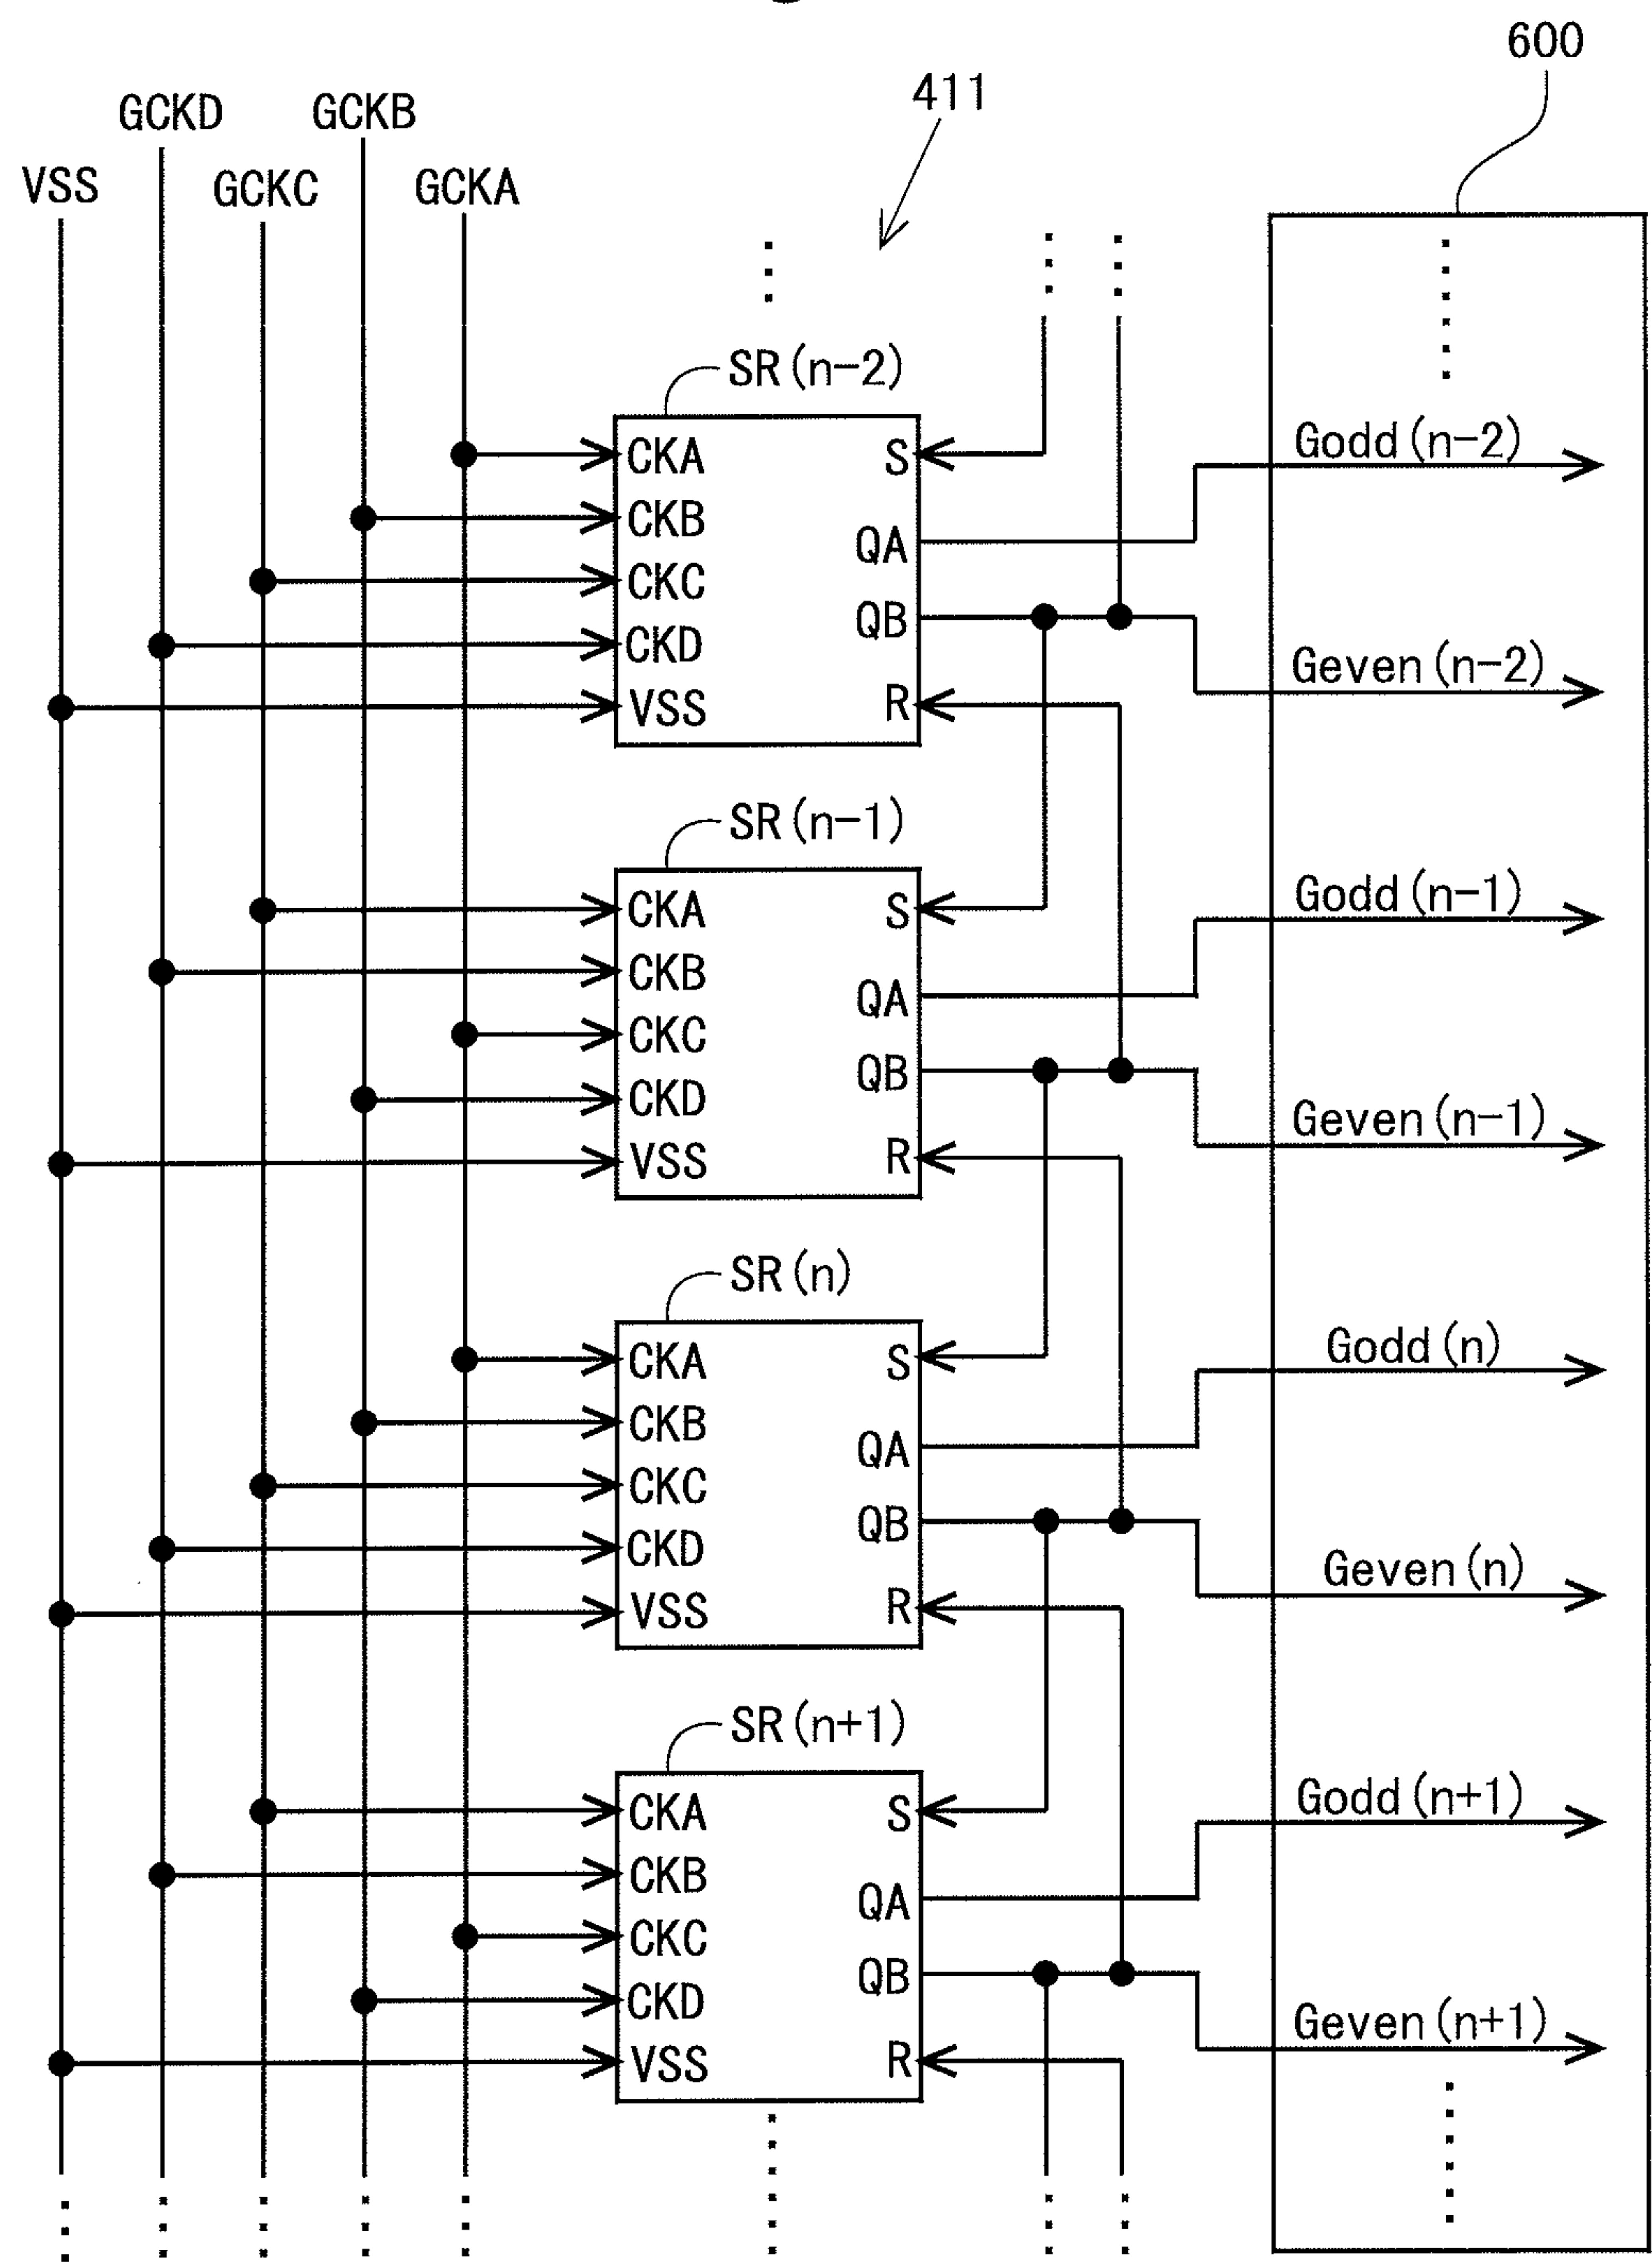 600
411
GCKD GCKB
VSS GCKC GCKA
SR(n-2)
CKA S
CKB
CKC
CKD
VSS
QA
QB
R
Godd(n-2)
Geven(n-2)
SR(n-1)
CKA S
CKB
CKC
CKD
VSS
QA
QB
R
Godd(n-1)
Geven(n-1)
SR(n)
CKA S
CKB
CKC
CKD
VSS
QA
QB
R
Godd(n)
Geven(n)
SR(n+1)
CKA S
CKB
CKC
CKD
VSS
QA
QB
R
Godd(n+1)
Geven(n+1)